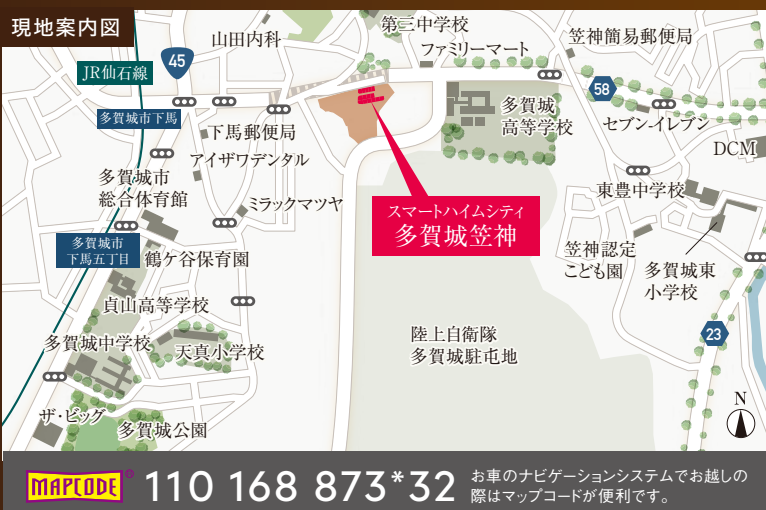 現地案内図
山田内科
第三中学校
ファミリーマート
笠神簡易郵便局
45
JR仙石線
58
多賀城市下馬
下馬郵便局
多賀城
高等学校
セブン-イレブン
DCM
アイザワデンタル
多賀城市
総合体育館
ミラックマツヤ
東豊中学校
スマートハイムシティ
多賀城笠神
多賀城市
下馬五丁目
鶴ケ谷保育園
笠神認定
こども園
多賀城東
小学校
貞山高等学校
陸上自衛隊
多賀城駐屯地
23
多賀城中学校
天真小学校
ザ・ビッグ
多賀城公園
N
MAPCODE® 110 168 873*32
お車のナビゲーションシステムでお越しの
際はマップコードが便利です。